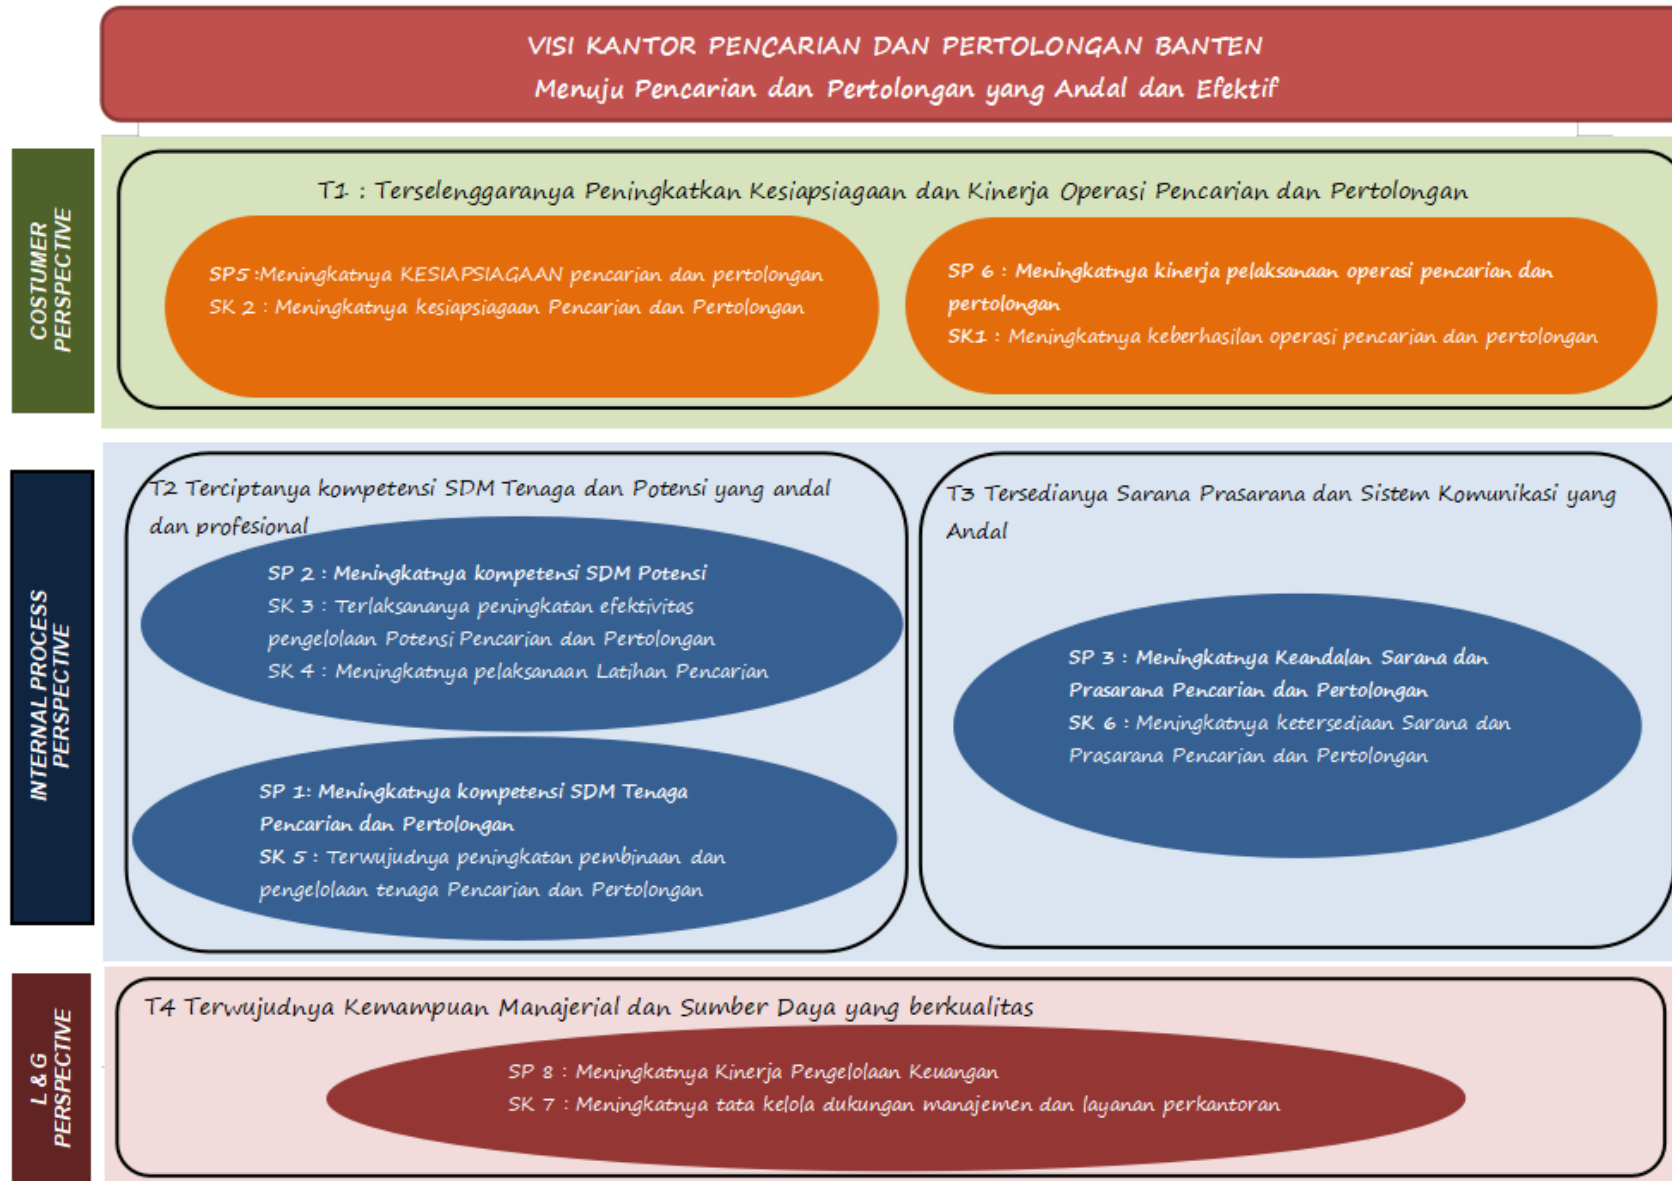 VISI KANTOR PENCARIAN DAN PERTOLONGAN BANTEN
Menuju Pencarian dan Pertolongan yang Andal dan Efektif
COSTUMER
PERSPECTIVE
T1 : Terselenggaranya Peningkatkan Kesiapsiagaan dan Kinerja Operasi Pencarian dan Pertolongan
SP5 :Meningkatnya KESIAPSIAGAAN pencarian dan pertolongan
SK 2 : Meningkatnya kesiapsiagaan Pencarian dan Pertolongan
SP 6 : Meningkatnya kinerja pelaksanaan operasi pencarian dan
pertolongan
SK1 : Meningkatnya keberhasilan operasi pencarian dan pertolongan
INTERNAL PROCESS
PERSPECTIVE
T2 Terciptanya kompetensi SDM Tenaga dan Potensi yang andal
dan profesional
SP 2 : Meningkatnya kompetensi SDM Potensi
SK 3 : Terlaksananya peningkatan efektivitas
pengelolaan Potensi Pencarian dan Pertolongan
SK 4 : Meningkatnya pelaksanaan Latihan Pencarian
SP 1: Meningkatnya kompetensi SDM Tenaga
Pencarian dan Pertolongan
SK 5 : Terwujudnya peningkatan pembinaan dan
pengelolaan tenaga Pencarian dan Pertolongan
T3 Tersedianya Sarana Prasarana dan Sistem Komunikasi yang
Andal
SP 3 : Meningkatnya Keandalan Sarana dan
Prasarana Pencarian dan Pertolongan
SK 6 : Meningkatnya ketersediaan Sarana dan
Prasarana Pencarian dan Pertolongan
L & G
PERSPECTIVE
T4 Terwujudnya Kemampuan Manajerial dan Sumber Daya yang berkualitas
SP 8 : Meningkatnya Kinerja Pengelolaan Keuangan
SK 7 : Meningkatnya tata kelola dukungan manajemen dan layanan perkantoran